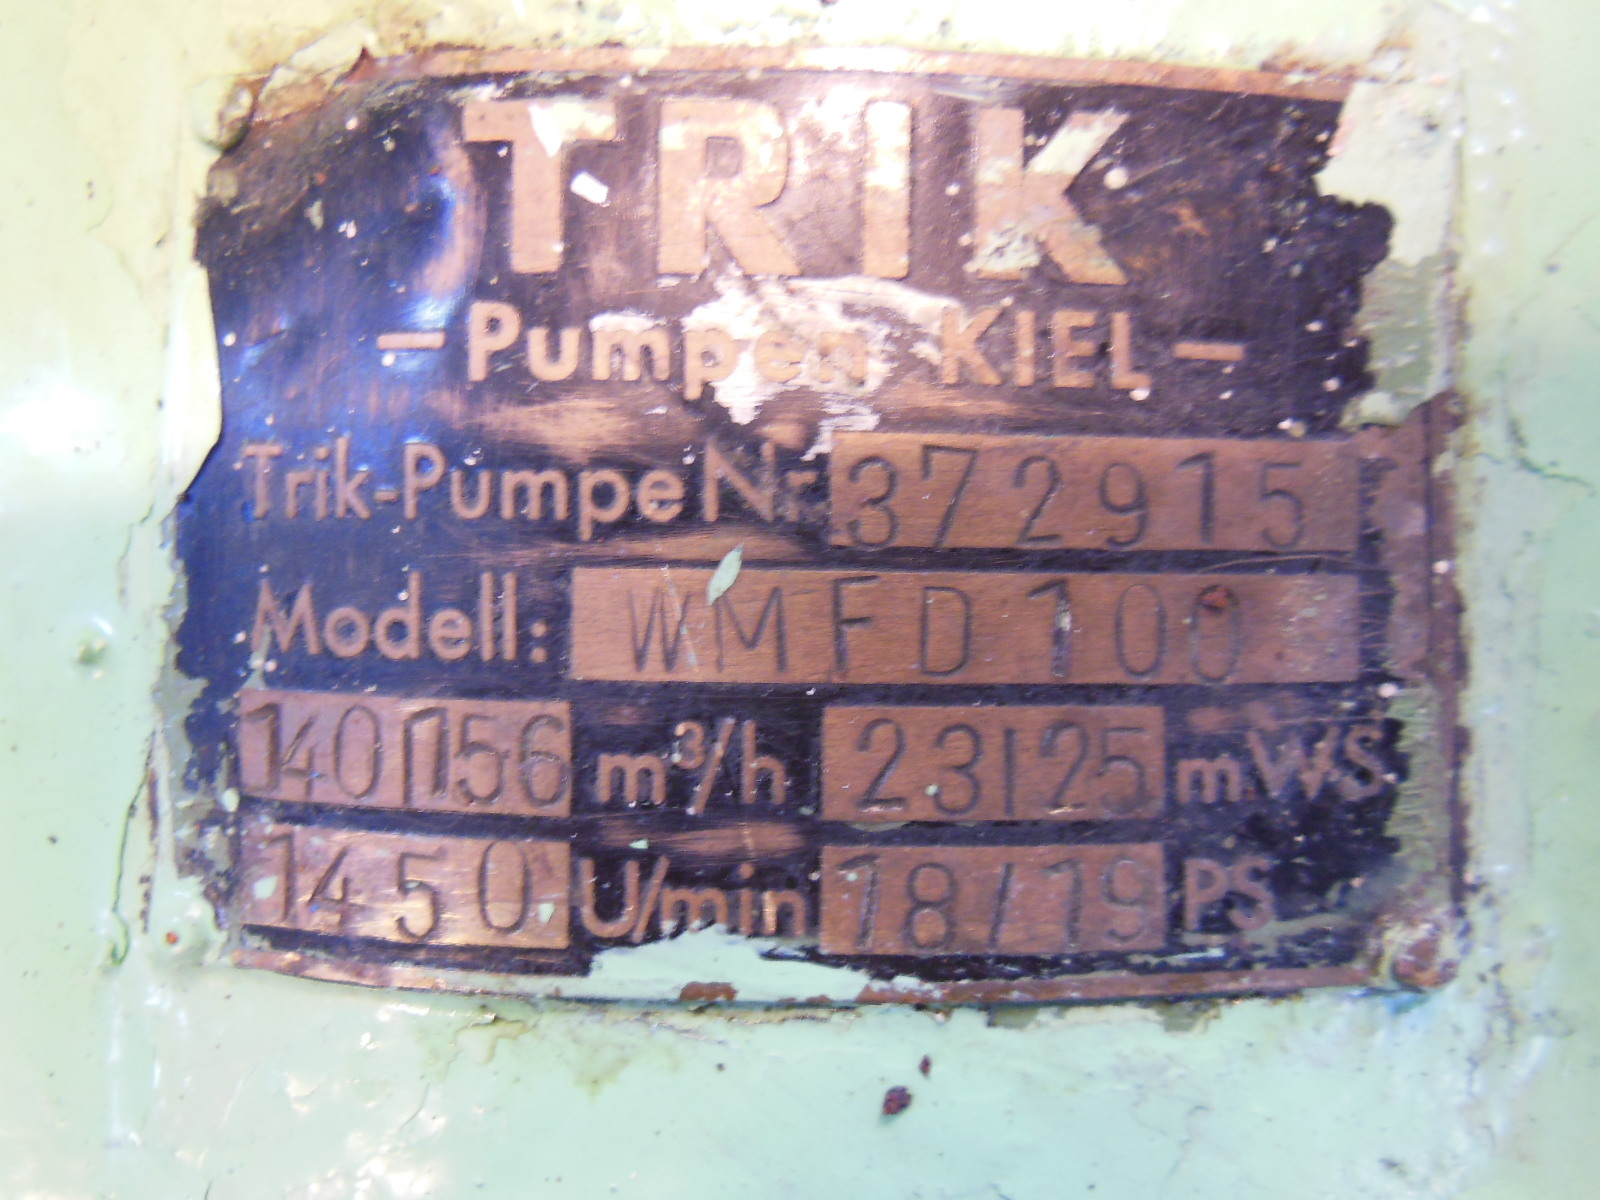 TRIK
- Pumpen KIEL -
Trik-Pumpe Nr. 372915
Modell: WMFD 100
140/156 m³/h 23/25 m.W.S.
1450 U/min 18/19 PS